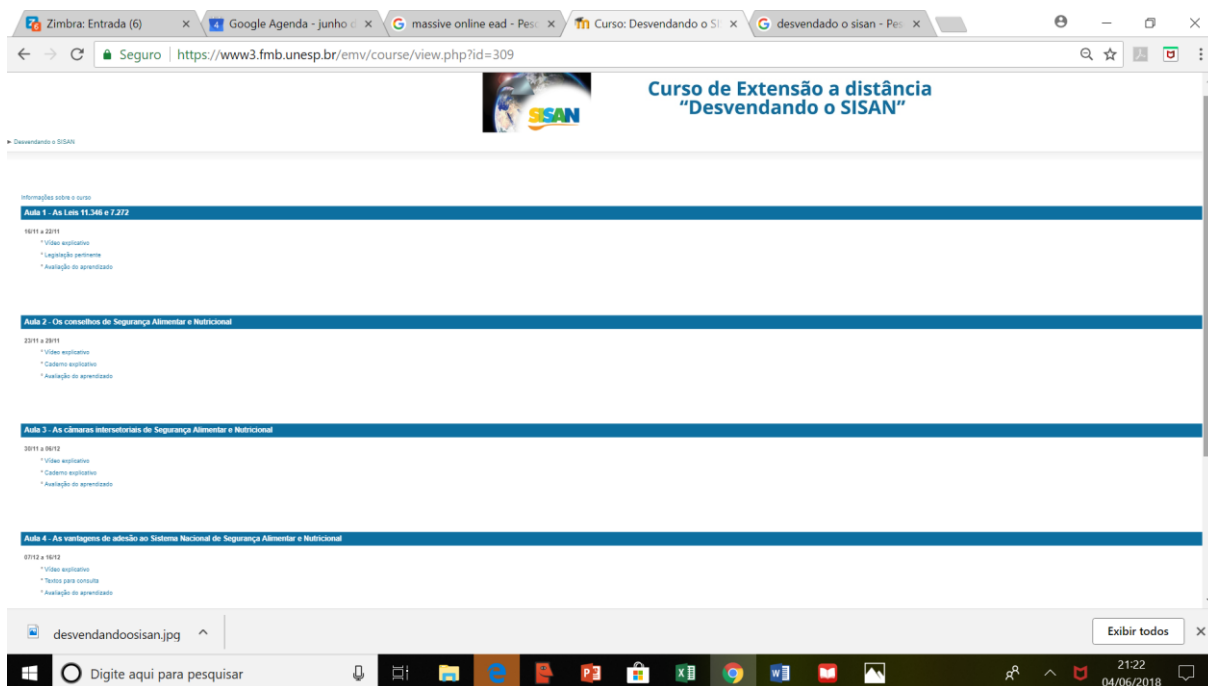 Zimbra: Entrada (6)
Google Agenda - junho d
massive online ead - Pesc
Curso: Desvendando o SI
desvendado o sisan - Pes
Seguro | https://www3.fmb.unesp.br/emv/course/view.php?id=309
SISAN
Curso de Extensão a distância
“Desvendando o SISAN”
Desvendando o SISAN
Informações sobre o curso
Aula 1 - As Leis 11.346 e 7.272
16/11 a 22/11
* Vídeo explicativo
* Legislação pertinente
* Avaliação do aprendizado
Aula 2 - Os conselhos de Segurança Alimentar e Nutricional
23/11 a 29/11
* Vídeo explicativo
* Caderno explicativo
* Avaliação do aprendizado
Aula 3 - As câmaras intersetoriais de Segurança Alimentar e Nutricional
30/11 a 06/12
* Vídeo explicativo
* Caderno explicativo
* Avaliação do aprendizado
Aula 4 - As vantagens de adesão ao Sistema Nacional de Segurança Alimentar e Nutricional
07/12 a 16/12
* Vídeo explicativo
* Textos para consulta
* Avaliação do aprendizado
desvendandoosisan.jpg
Exibir todos
Digite aqui para pesquisar
21:22
04/06/2018